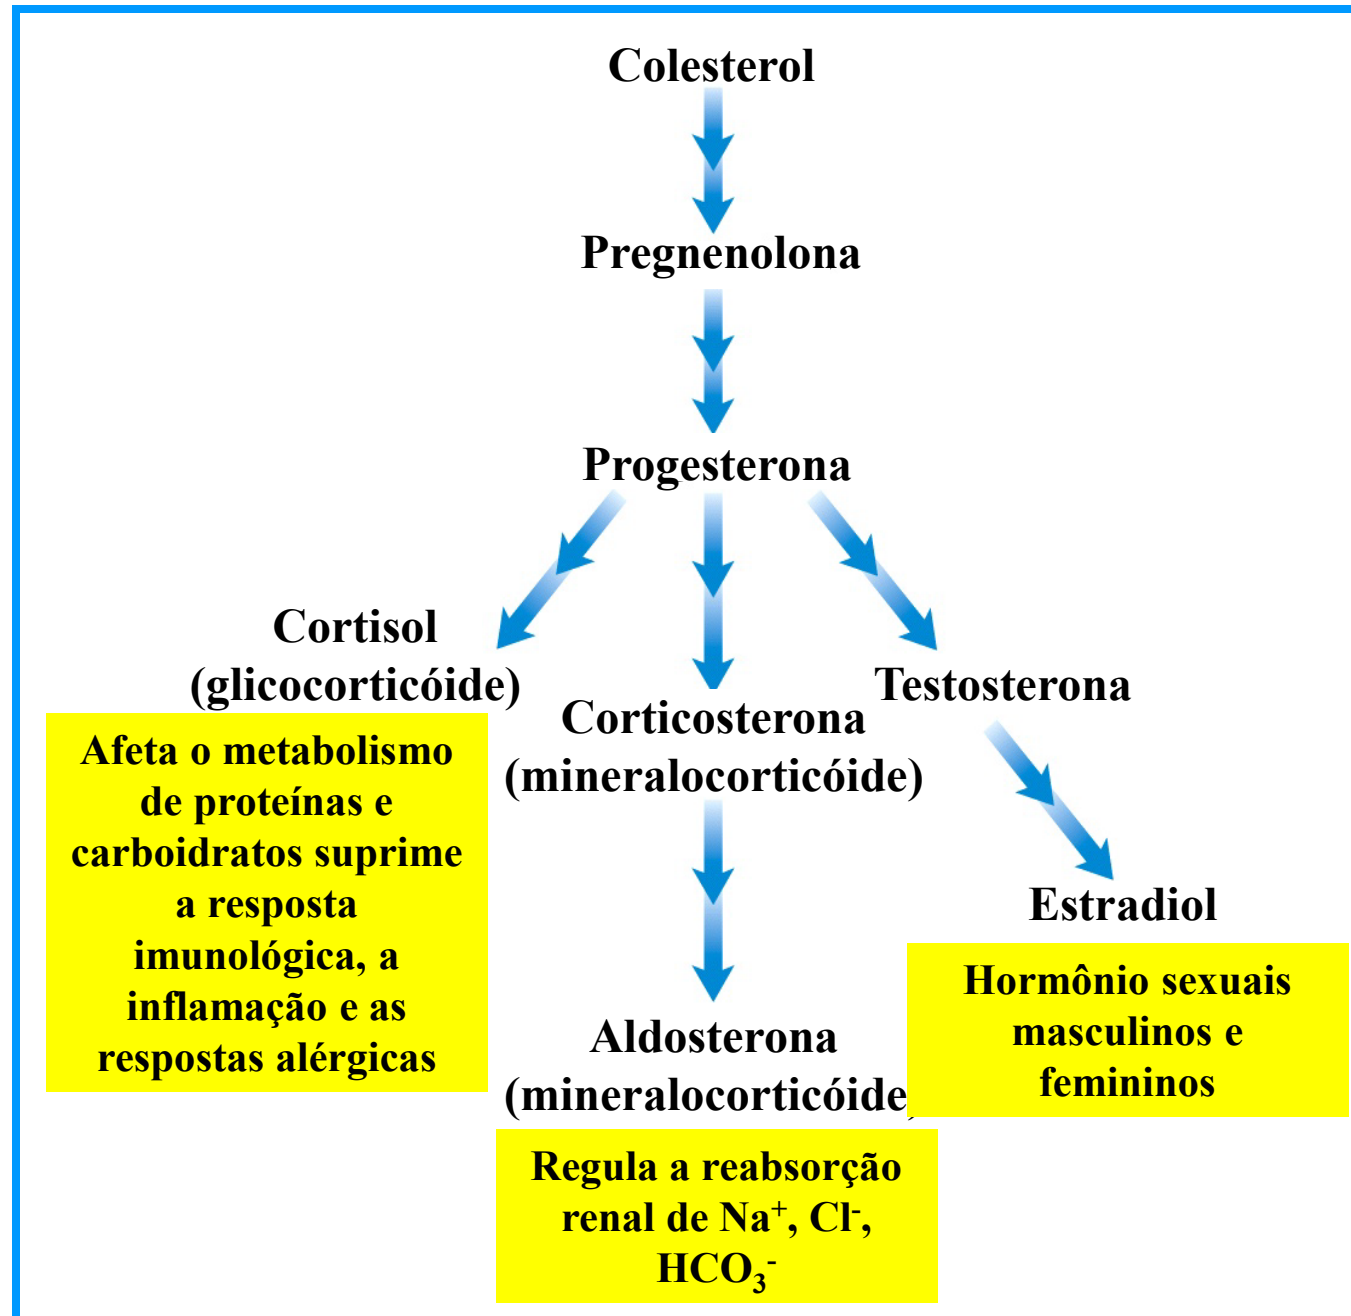 Colesterol
Pregnenolona
Progesterona
Cortisol
(glicocorticóide)
Afeta o metabolismo
de proteínas e
carboidratos suprime
a resposta
imunológica, a
inflamação e as
respostas alérgicas
Corticosterona
(mineralocorticóide)
Aldosterona
(mineralocorticóide)
Regula a reabsorção
renal de Na⁺, Cl⁻,
HCO₃⁻
Testosterona
Estradiol
Hormônio sexuais
masculinos e
femininos